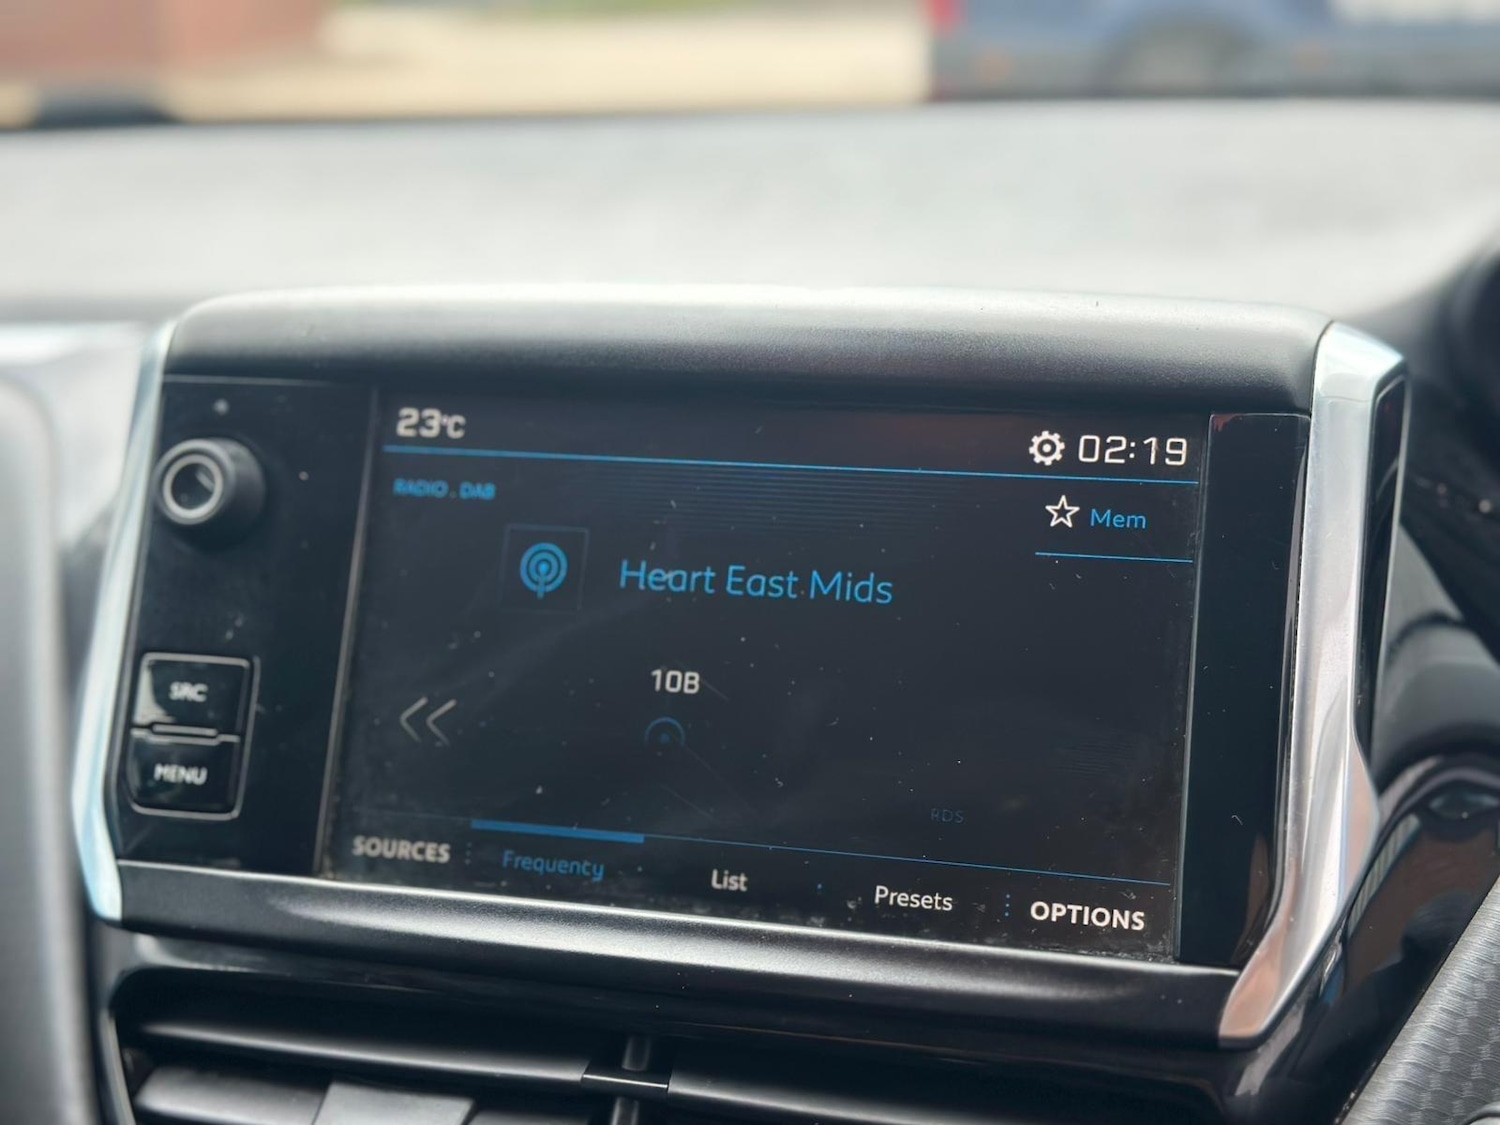 23°C
02:19
RADIO . DAB
Mem
Heart East Mids
10B
SRC
MENU
RDS
SOURCES
Frequency
List
Presets
OPTIONS